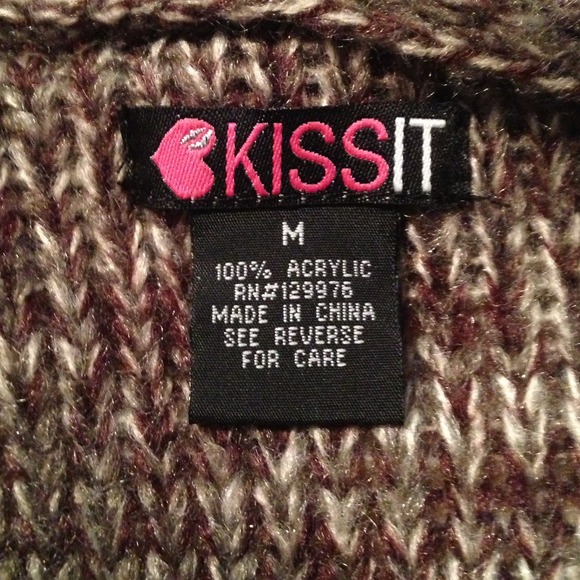 KISSIT
M
100% ACRYLIC
RN#129976
MADE IN CHINA
SEE REVERSE
FOR CARE